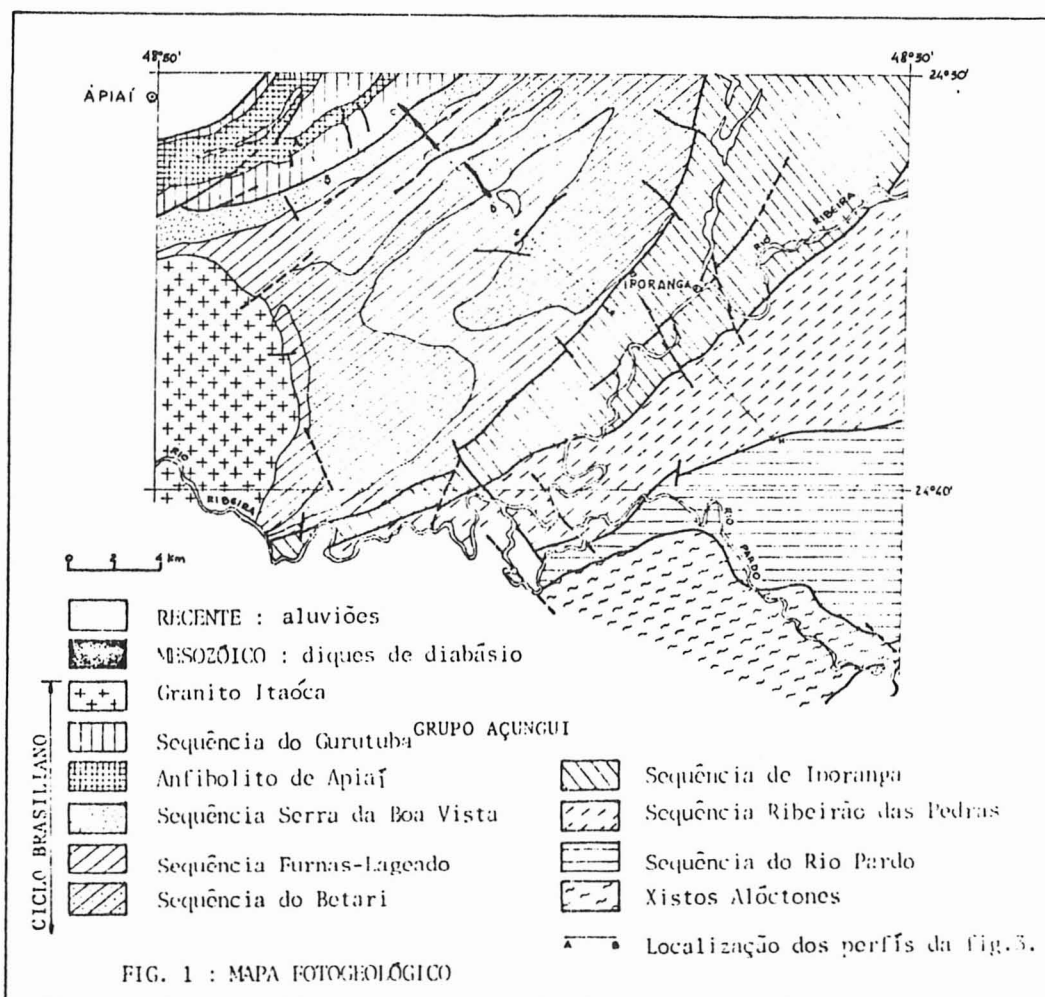 48°50'
48°30'
24°30'
APIAÍ
RIO RIBEIRA
IPORANGA
RIO
RIBEIRA
24°40'
RIO
PARDO
0 2 4 km
RECENTE : aluviões
MESOZÓICO : diques de diabásio
Granito Itaóca
Sequência do Gurutuba
GRUPO AÇUNGUI
Anfibolito de Apiaí
Sequência Serra da Boa Vista
Sequência Furnas-Lageado
Sequência do Betari
CICLO BRASILIANO
Sequência de Iporanga
Sequência Ribeirão das Pedras
Sequência do Rio Pardo
Xistos Alóctones
A B Localização dos perfís da fig.3.
FIG. 1 : MAPA FOTOGEOLÓGICO